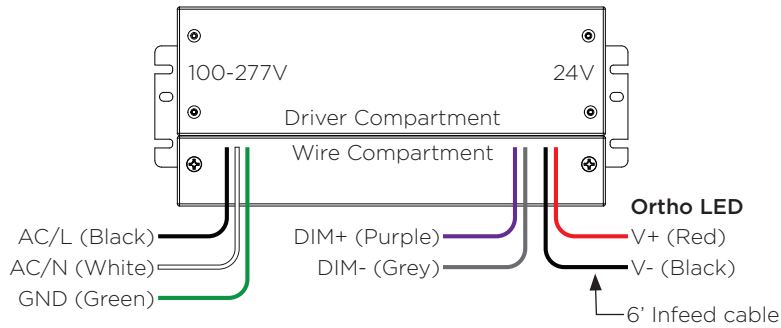 100-277V
24V
Driver Compartment
Wire Compartment
Ortho LED
AC/L (Black)
DIM+ (Purple)
V+ (Red)
AC/N (White)
DIM- (Grey)
V- (Black)
GND (Green)
6' Infeed cable